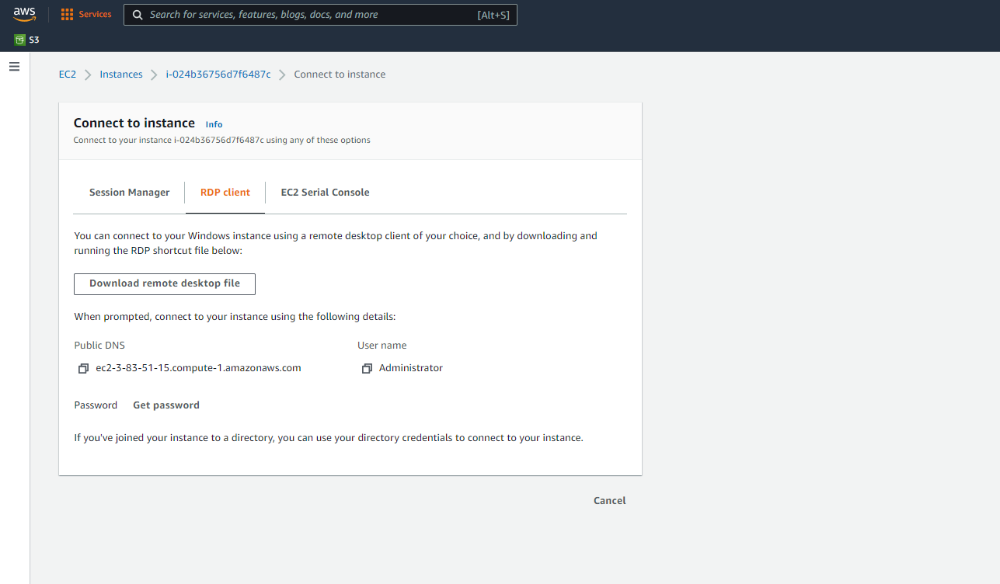 aws
Services
Search for services, features, blogs, docs, and more
[Alt+S]
S3
EC2 > Instances > i-024b36756d7f6487c > Connect to instance
Connect to instance Info
Connect to your instance i-024b36756d7f6487c using any of these options
Session Manager
RDP client
EC2 Serial Console
You can connect to your Windows instance using a remote desktop client of your choice, and by downloading and
running the RDP shortcut file below:
Download remote desktop file
When prompted, connect to your instance using the following details:
Public DNS
ec2-3-83-51-15.compute-1.amazonaws.com
User name
Administrator
Password Get password
If you've joined your instance to a directory, you can use your directory credentials to connect to your instance.
Cancel